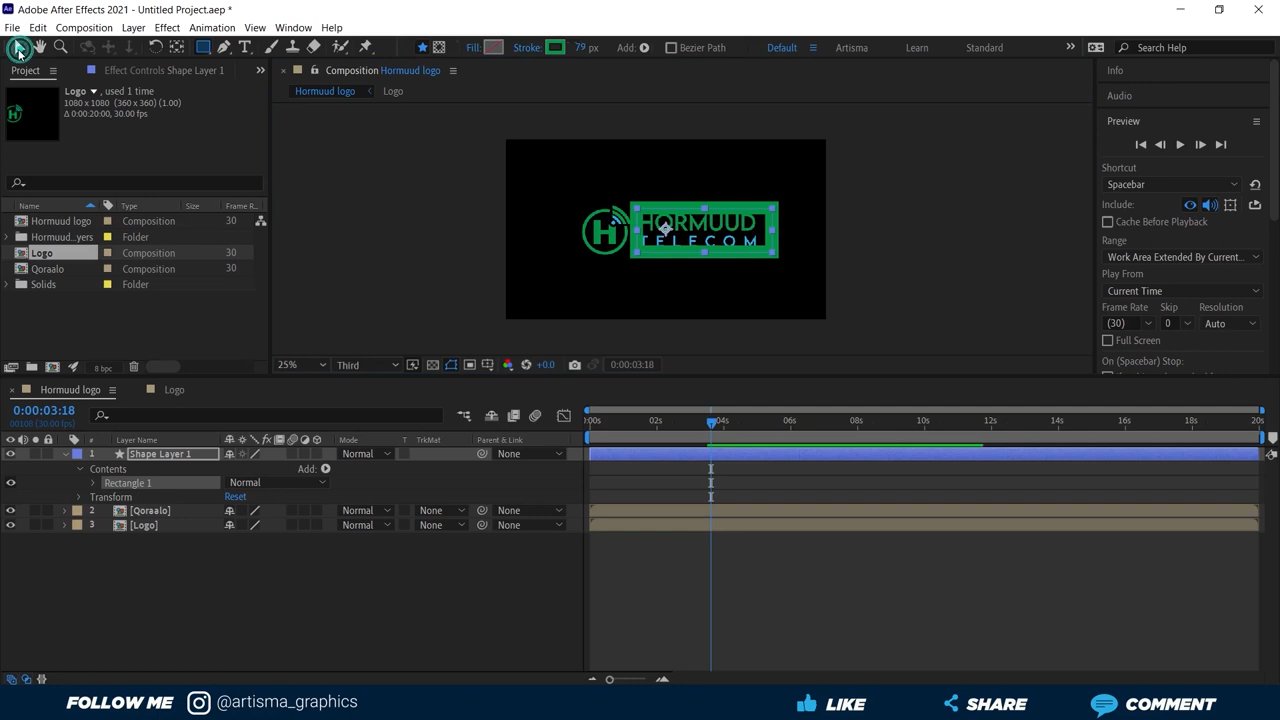 Adobe After Effects 2021 - Untitled Project.aep *
File Edit Composition Layer Effect Animation View Window Help
Fill: Stroke: 79 px Add: Bezier Path Default Artisma Learn Standard Search Help
Project Effect Controls Shape Layer 1
Composition Hormuud logo
Info
Logo , used 1 time
1080 x 1080 (360 x 360) (1.00)
Δ 0:00:20:00, 30.00 fps
Hormuud logo Logo
Audio
Preview
Shortcut
Spacebar
Include:
Cache Before Playback
Range
Work Area Extended By Current...
Play From
Current Time
Frame Rate Skip Resolution
(30) 0 Auto
Full Screen
On (Spacebar) Stop:
Name Type Size Frame R...
Hormuud logo Composition 30
Hormuud...yers Folder
Logo Composition 30
Qoraalo Composition 30
Solids Folder
H HORMUUD
TELECOM
8 bpc
25% Third +0.0 0:00:03:18
Hormuud logo Logo
0:00:03:18
00108 (30.00 fps)
:00s 02s 04s 06s 08s 10s 12s 14s 16s 18s 20s
# Layer Name Mode T TrkMat Parent & Link
1 Shape Layer 1 Normal None
Contents Add:
Rectangle 1 Normal
Transform Reset
2 [Qoraalo] Normal None None
3 [Logo] Normal None None
FOLLOW ME @artisma_graphics LIKE SHARE COMMENT